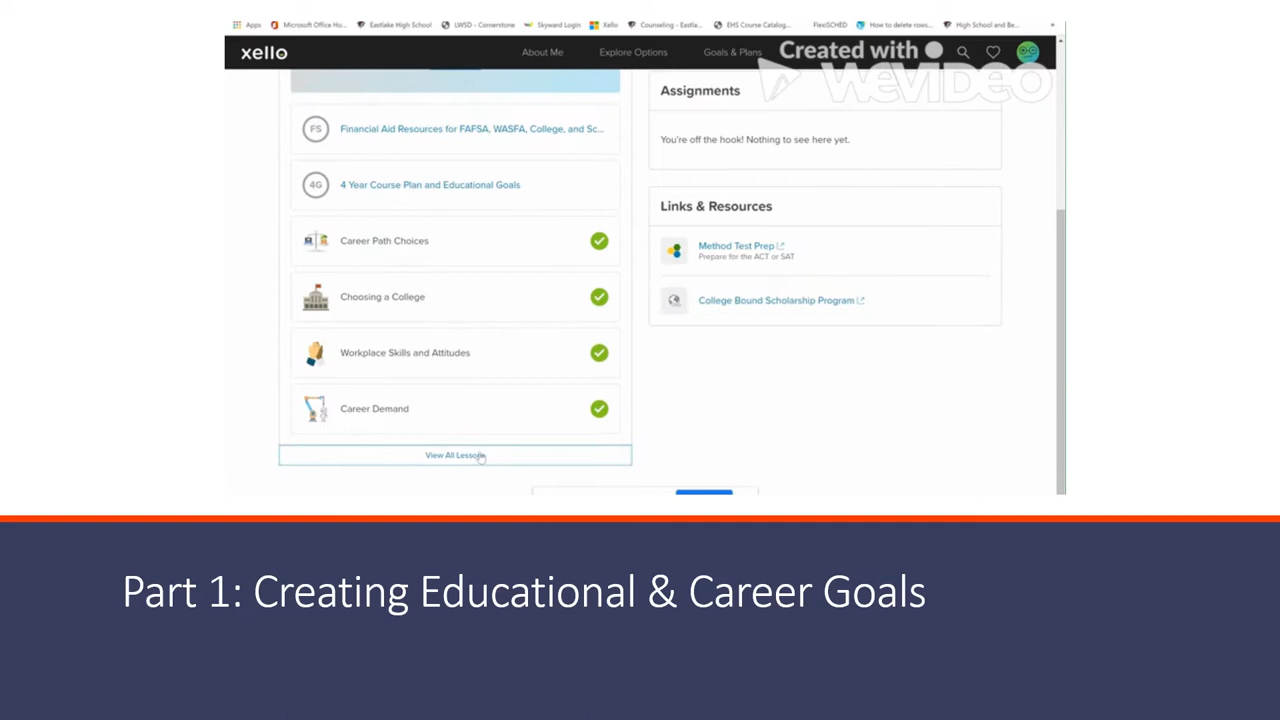 Apps Microsoft Office Ho... Eastlake High School LWSD - Cornerstone Skyward Login Xello Counseling - Eastla... EHS Course Catalog... FlexiSCHED How to delete rows... High School and Be... »
xello About Me Explore Options Goals & Plans
Created with
WEVIDEO
Assignments
You're off the hook! Nothing to see here yet.
FS Financial Aid Resources for FAFSA, WASFA, College, and Sc...
4G 4 Year Course Plan and Educational Goals
Career Path Choices
Choosing a College
Workplace Skills and Attitudes
Career Demand
View All Lessons
Links & Resources
Method Test Prep
Prepare for the ACT or SAT
College Bound Scholarship Program
Part 1: Creating Educational & Career Goals